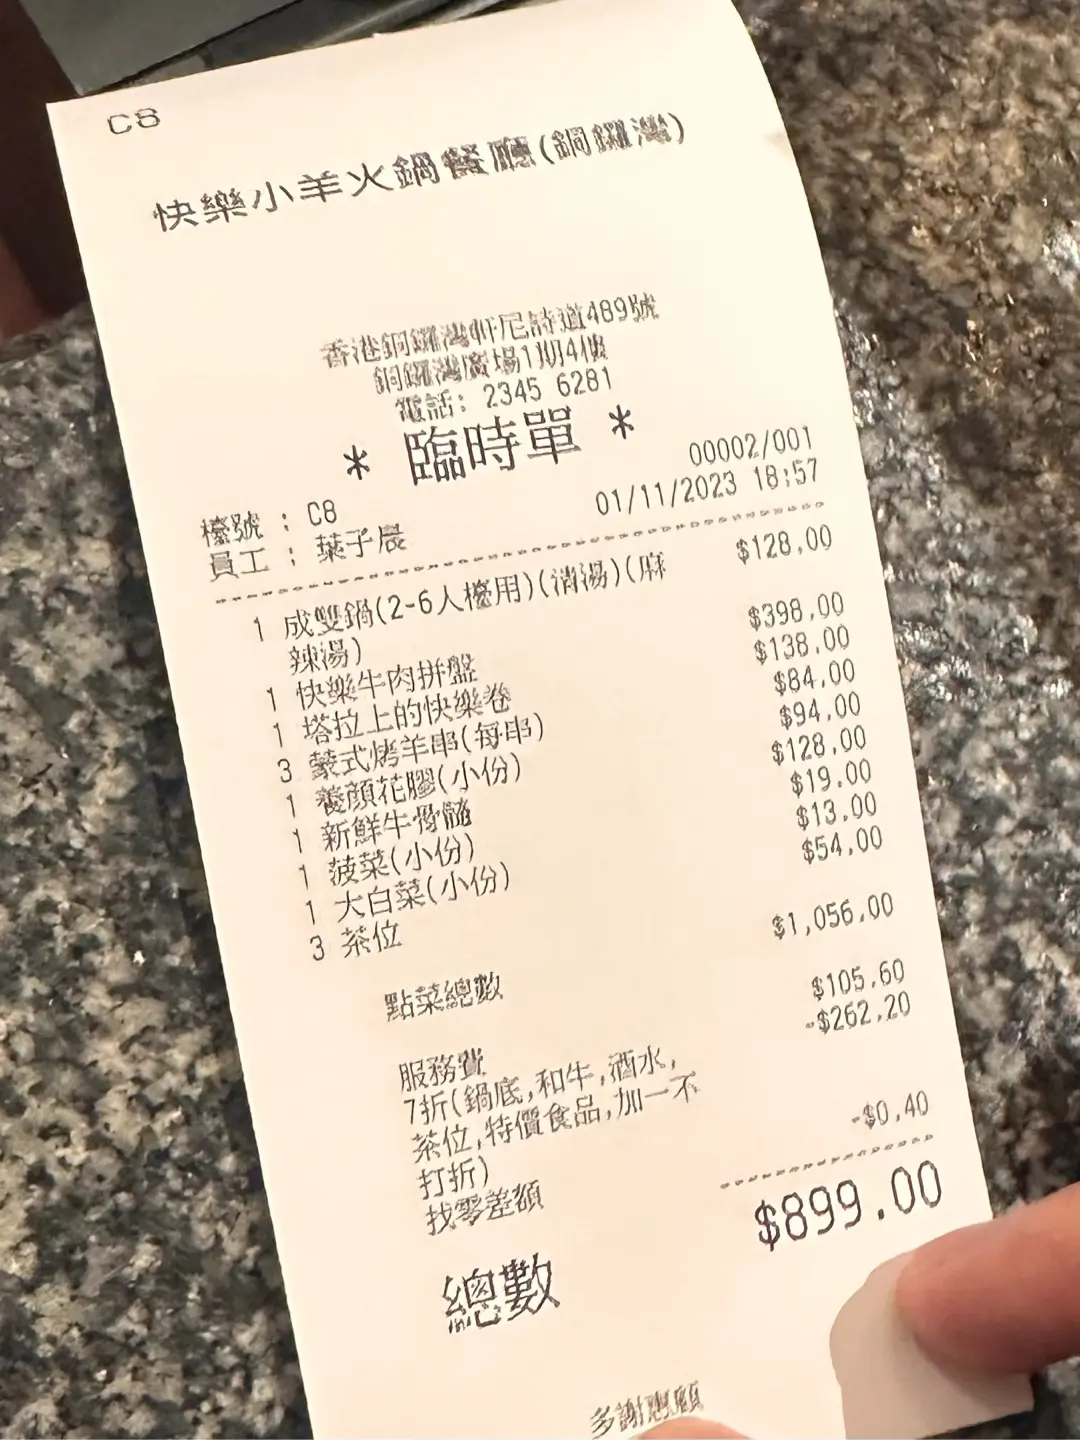 C8
快樂小羊火鍋餐廳(銅鑼灣)
香港銅鑼灣軒尼詩道489號
銅鑼灣廣場1期4樓
電話: 2345 6281
* 臨時單 *
00002/001
檯號 : C8 01/11/2023 18:57
員工 : 葉子晨
1 成雙鍋(2-6人檯用)(清湯)(麻 $128.00
辣湯)
1 快樂牛肉拼盤 $398.00
1 塔拉上的快樂卷 $138.00
3 蒙式烤羊串(每串) $84.00
1 養顏花膠(小份) $94.00
1 新鮮牛骨髓 $128.00
1 菠菜(小份) $19.00
1 大白菜(小份) $13.00
3 茶位 $54.00
點菜總數 $1,056.00
服務費 $105.60
7折(鍋底,和牛,酒水, -$262.20
茶位,特價食品,加一不
打折)
找零差額 -$0.40
總數 $899.00
多謝惠顧